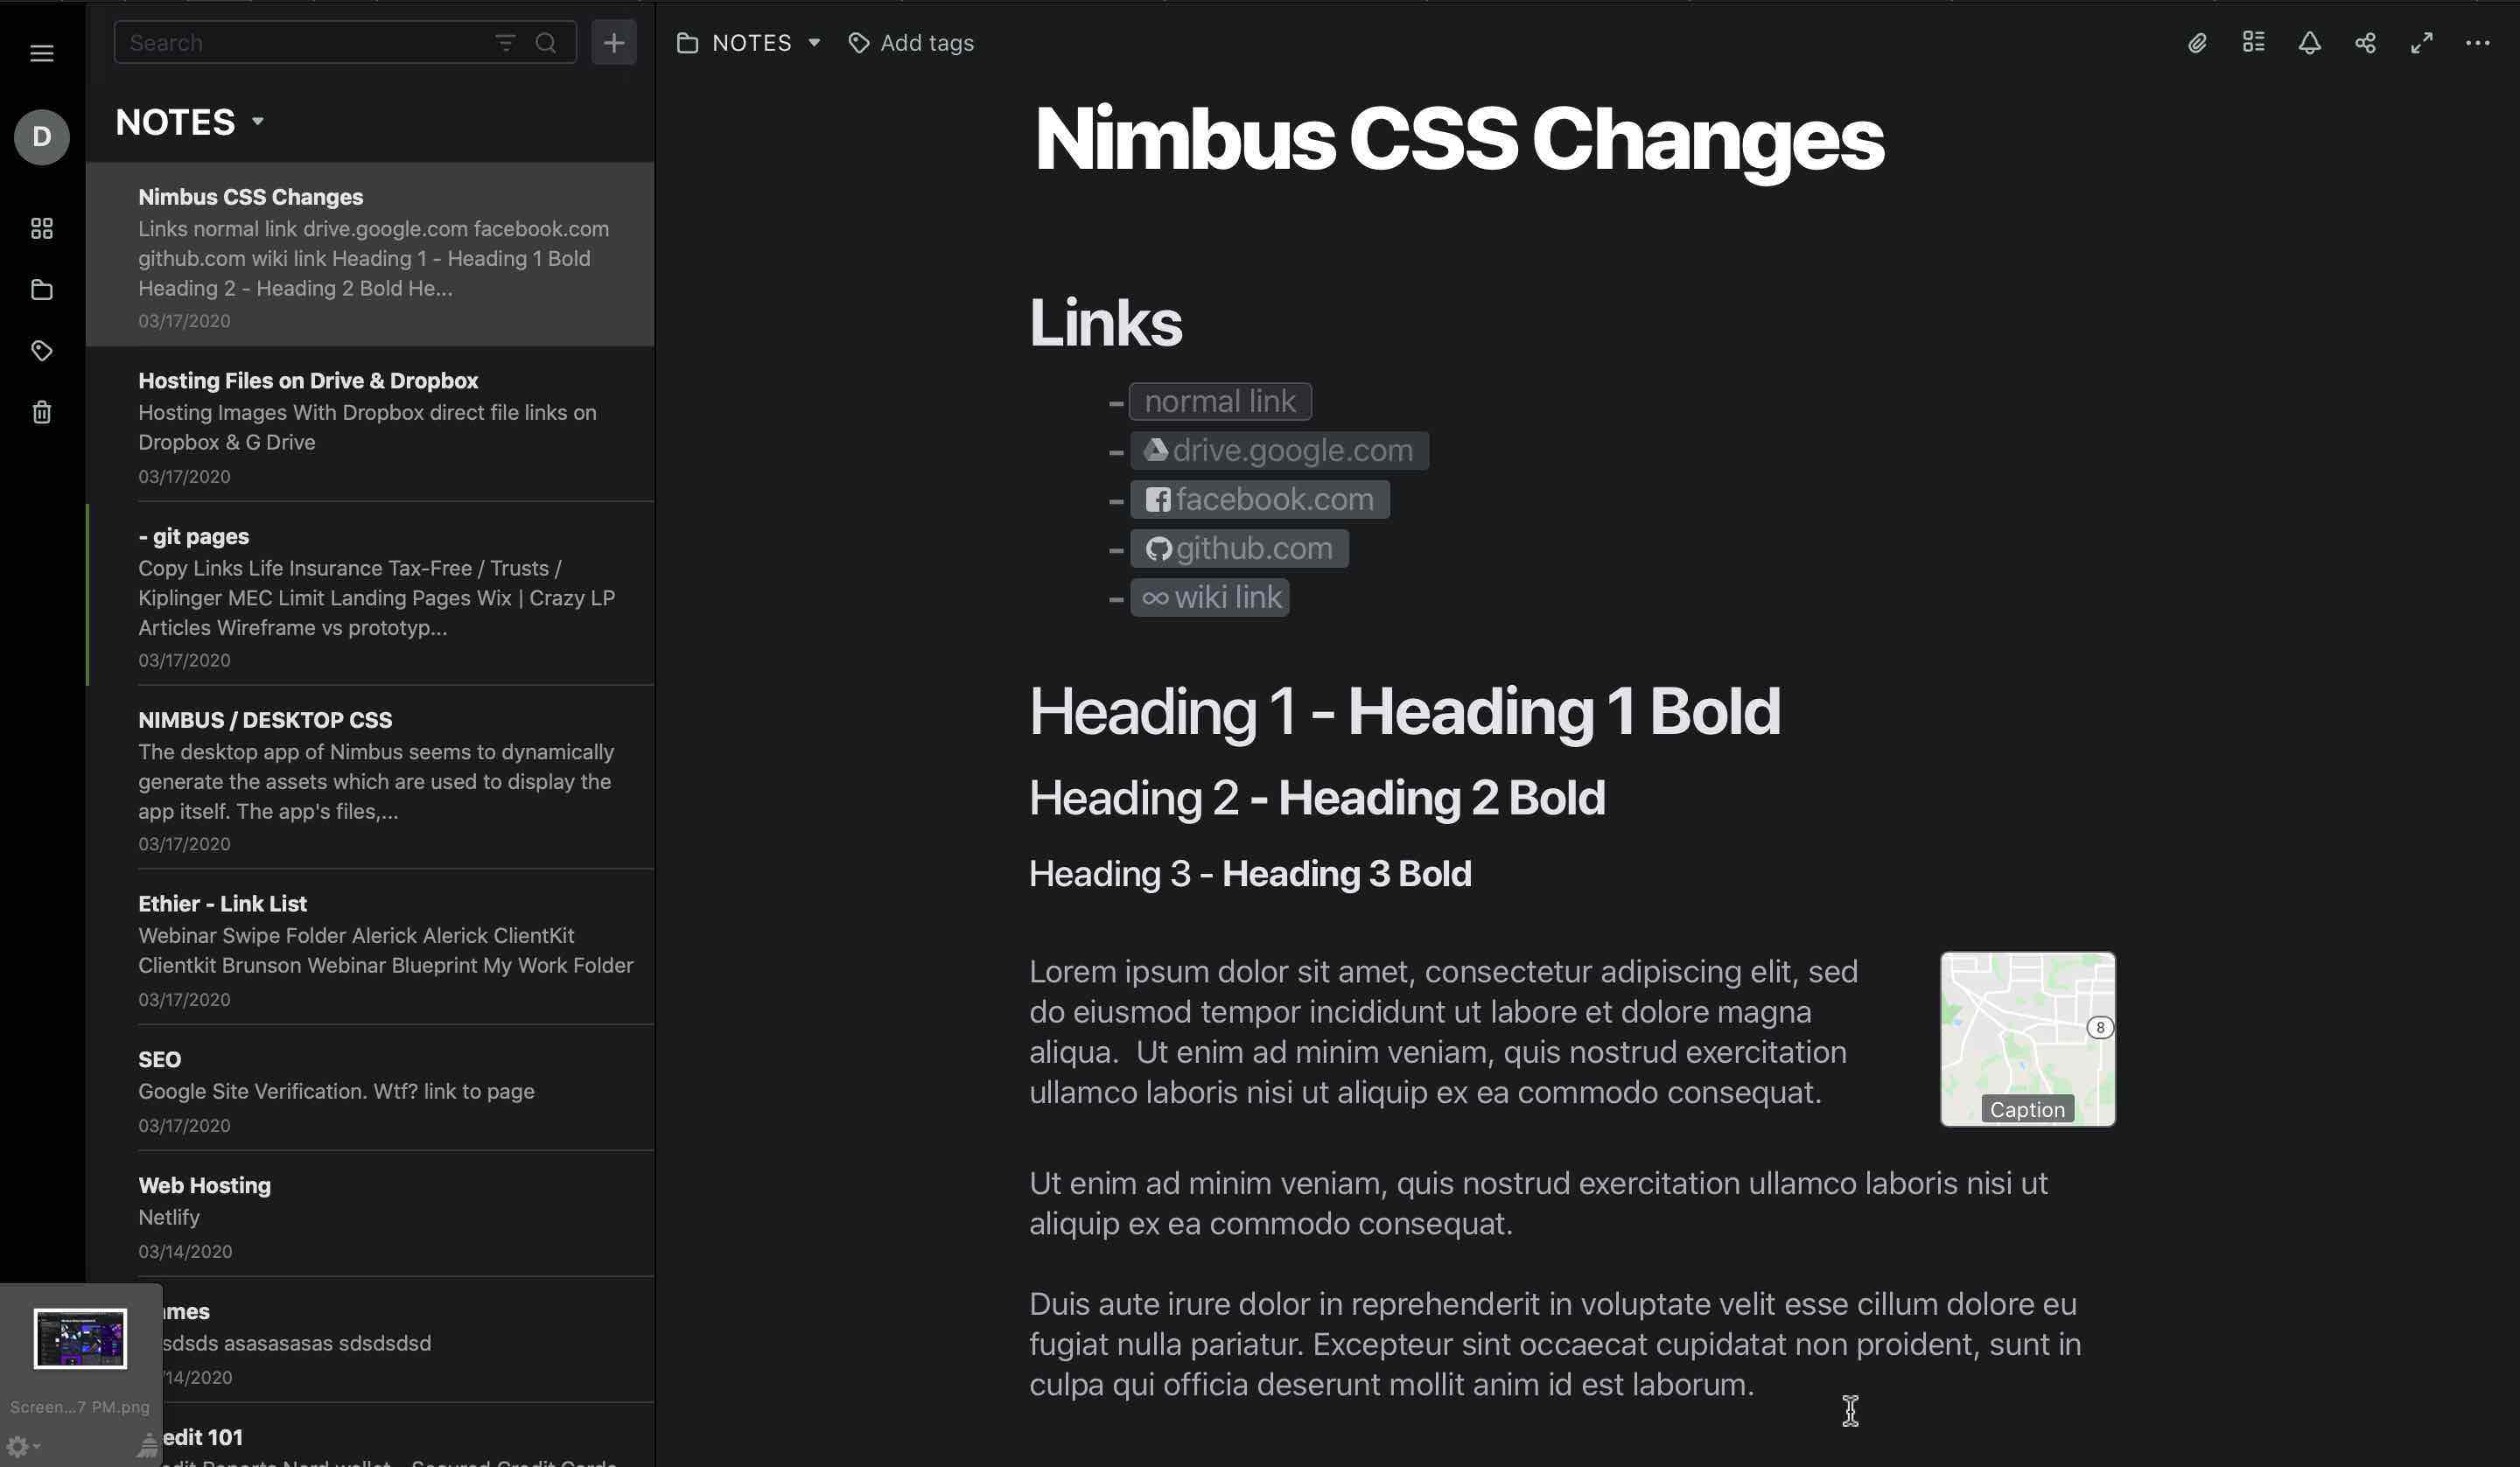 Search
NOTES
Add tags
D
NOTES
Nimbus CSS Changes
Links normal link drive.google.com facebook.com
github.com wiki link Heading 1 - Heading 1 Bold
Heading 2 - Heading 2 Bold He...
03/17/2020
Hosting Files on Drive & Dropbox
Hosting Images With Dropbox direct file links on
Dropbox & G Drive
03/17/2020
- git pages
Copy Links Life Insurance Tax-Free / Trusts /
Kiplinger MEC Limit Landing Pages Wix | Crazy LP
Articles Wireframe vs prototyp...
03/17/2020
NIMBUS / DESKTOP CSS
The desktop app of Nimbus seems to dynamically
generate the assets which are used to display the
app itself. The app's files,...
03/17/2020
Ethier - Link List
Webinar Swipe Folder Alerick Alerick ClientKit
Clientkit Brunson Webinar Blueprint My Work Folder
03/17/2020
SEO
Google Site Verification. Wtf? link to page
03/17/2020
Web Hosting
Netlify
03/14/2020
mes
sdsds asasasasas sdsdsdsd
/14/2020
edit 101
Screen...7 PM.png
Nimbus CSS Changes
Links
– normal link
– drive.google.com
– facebook.com
– github.com
– wiki link
Heading 1 - Heading 1 Bold
Heading 2 - Heading 2 Bold
Heading 3 - Heading 3 Bold
Lorem ipsum dolor sit amet, consectetur adipiscing elit, sed
do eiusmod tempor incididunt ut labore et dolore magna
aliqua.  Ut enim ad minim veniam, quis nostrud exercitation
ullamco laboris nisi ut aliquip ex ea commodo consequat.
8
Caption
Ut enim ad minim veniam, quis nostrud exercitation ullamco laboris nisi ut
aliquip ex ea commodo consequat.
Duis aute irure dolor in reprehenderit in voluptate velit esse cillum dolore eu
fugiat nulla pariatur. Excepteur sint occaecat cupidatat non proident, sunt in
culpa qui officia deserunt mollit anim id est laborum.